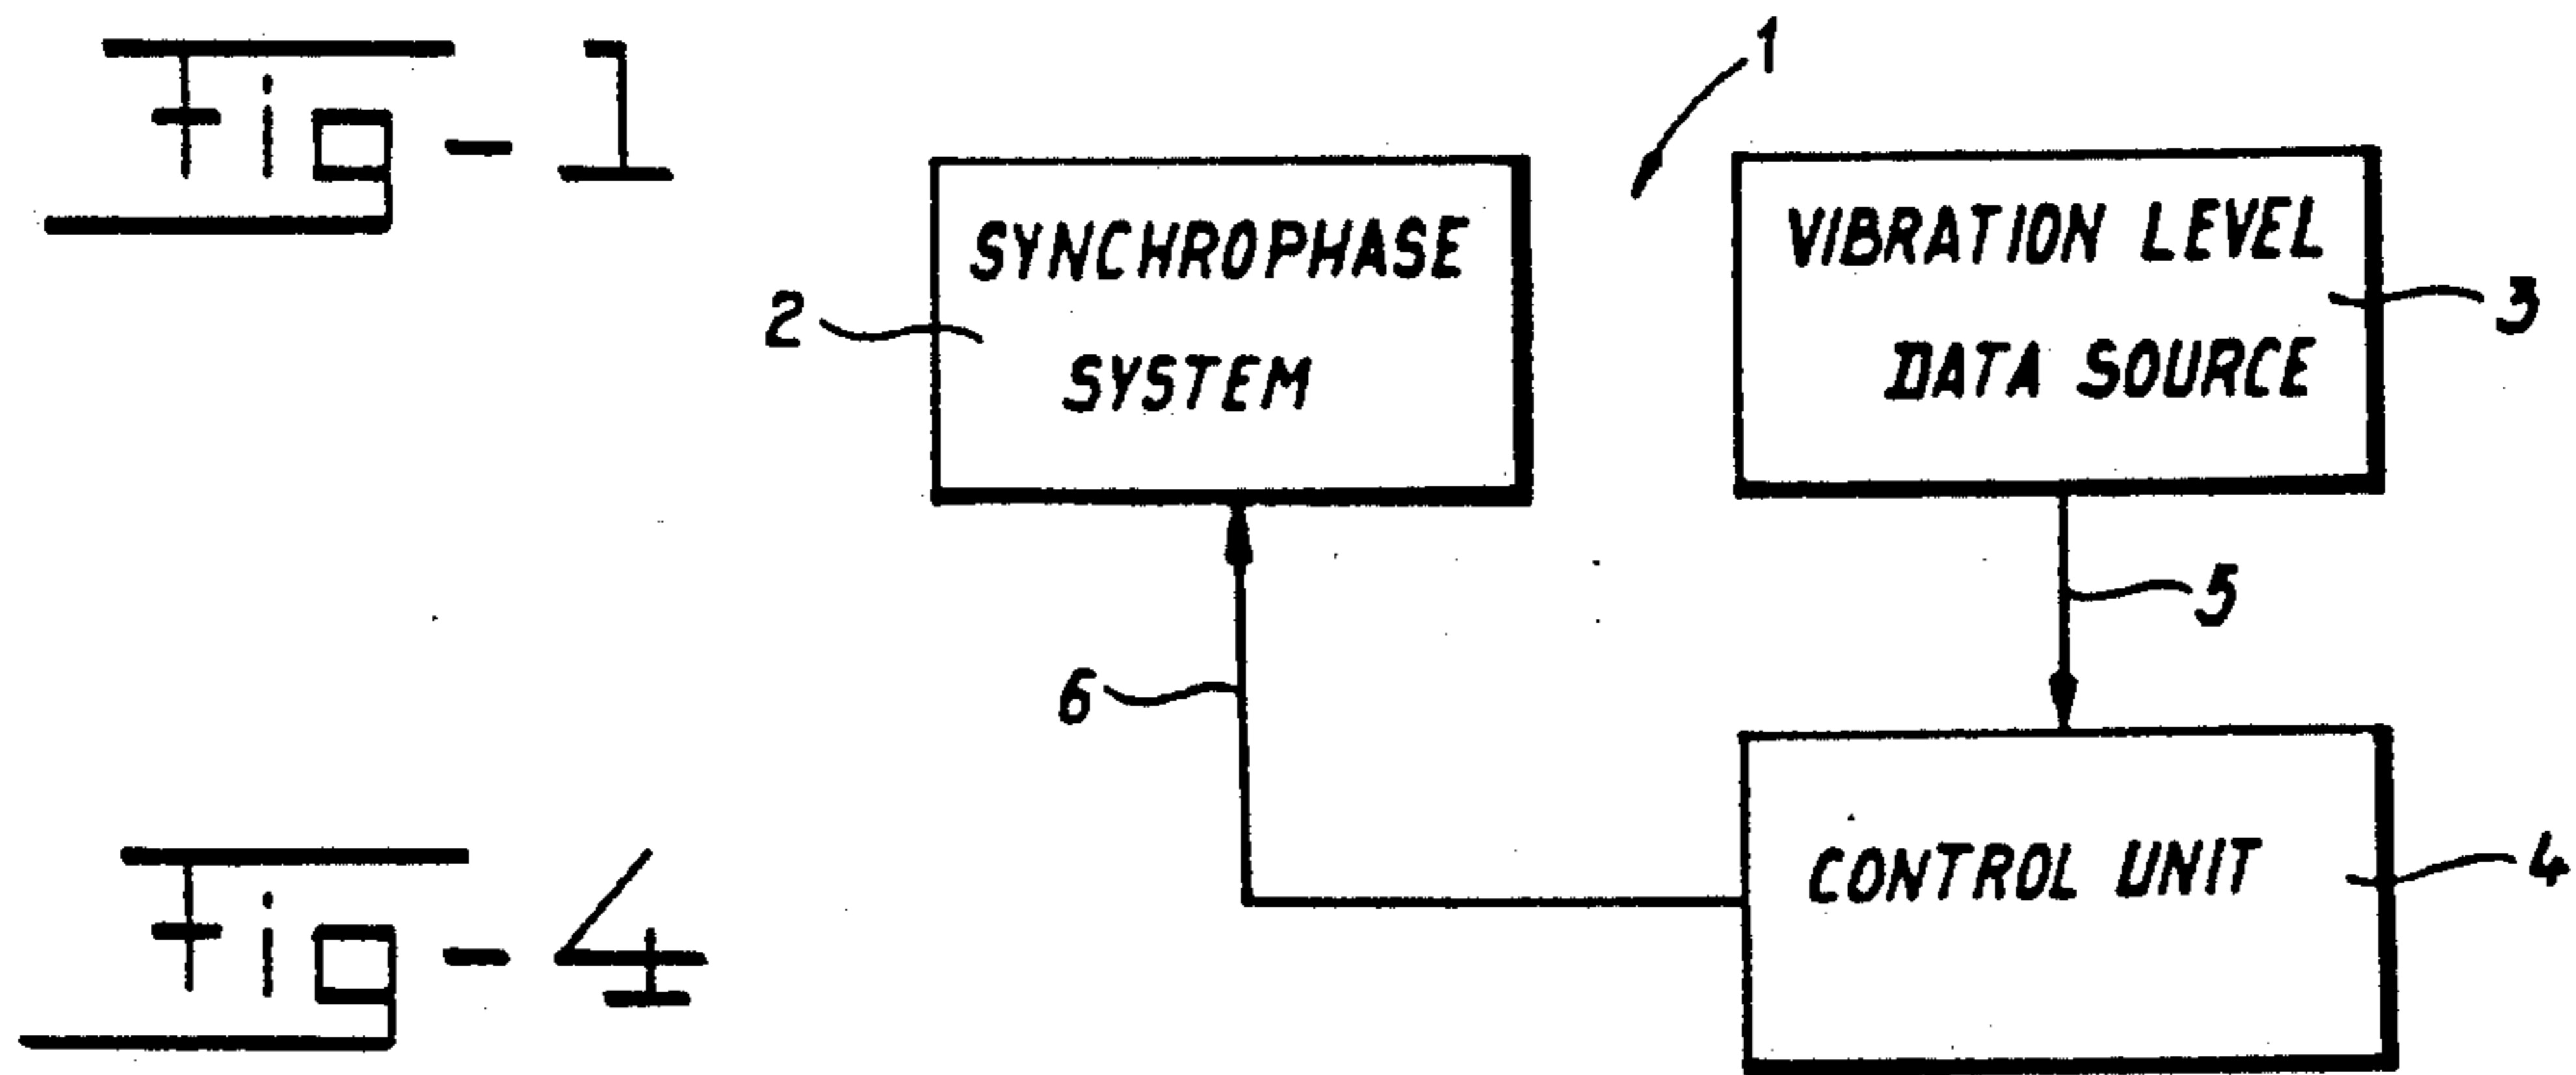 Fig - 1
1
SYNCHROPHASE
SYSTEM
2
VIBRATION LEVEL
DATA SOURCE
3
5
6
CONTROL UNIT
4
Fig - 4